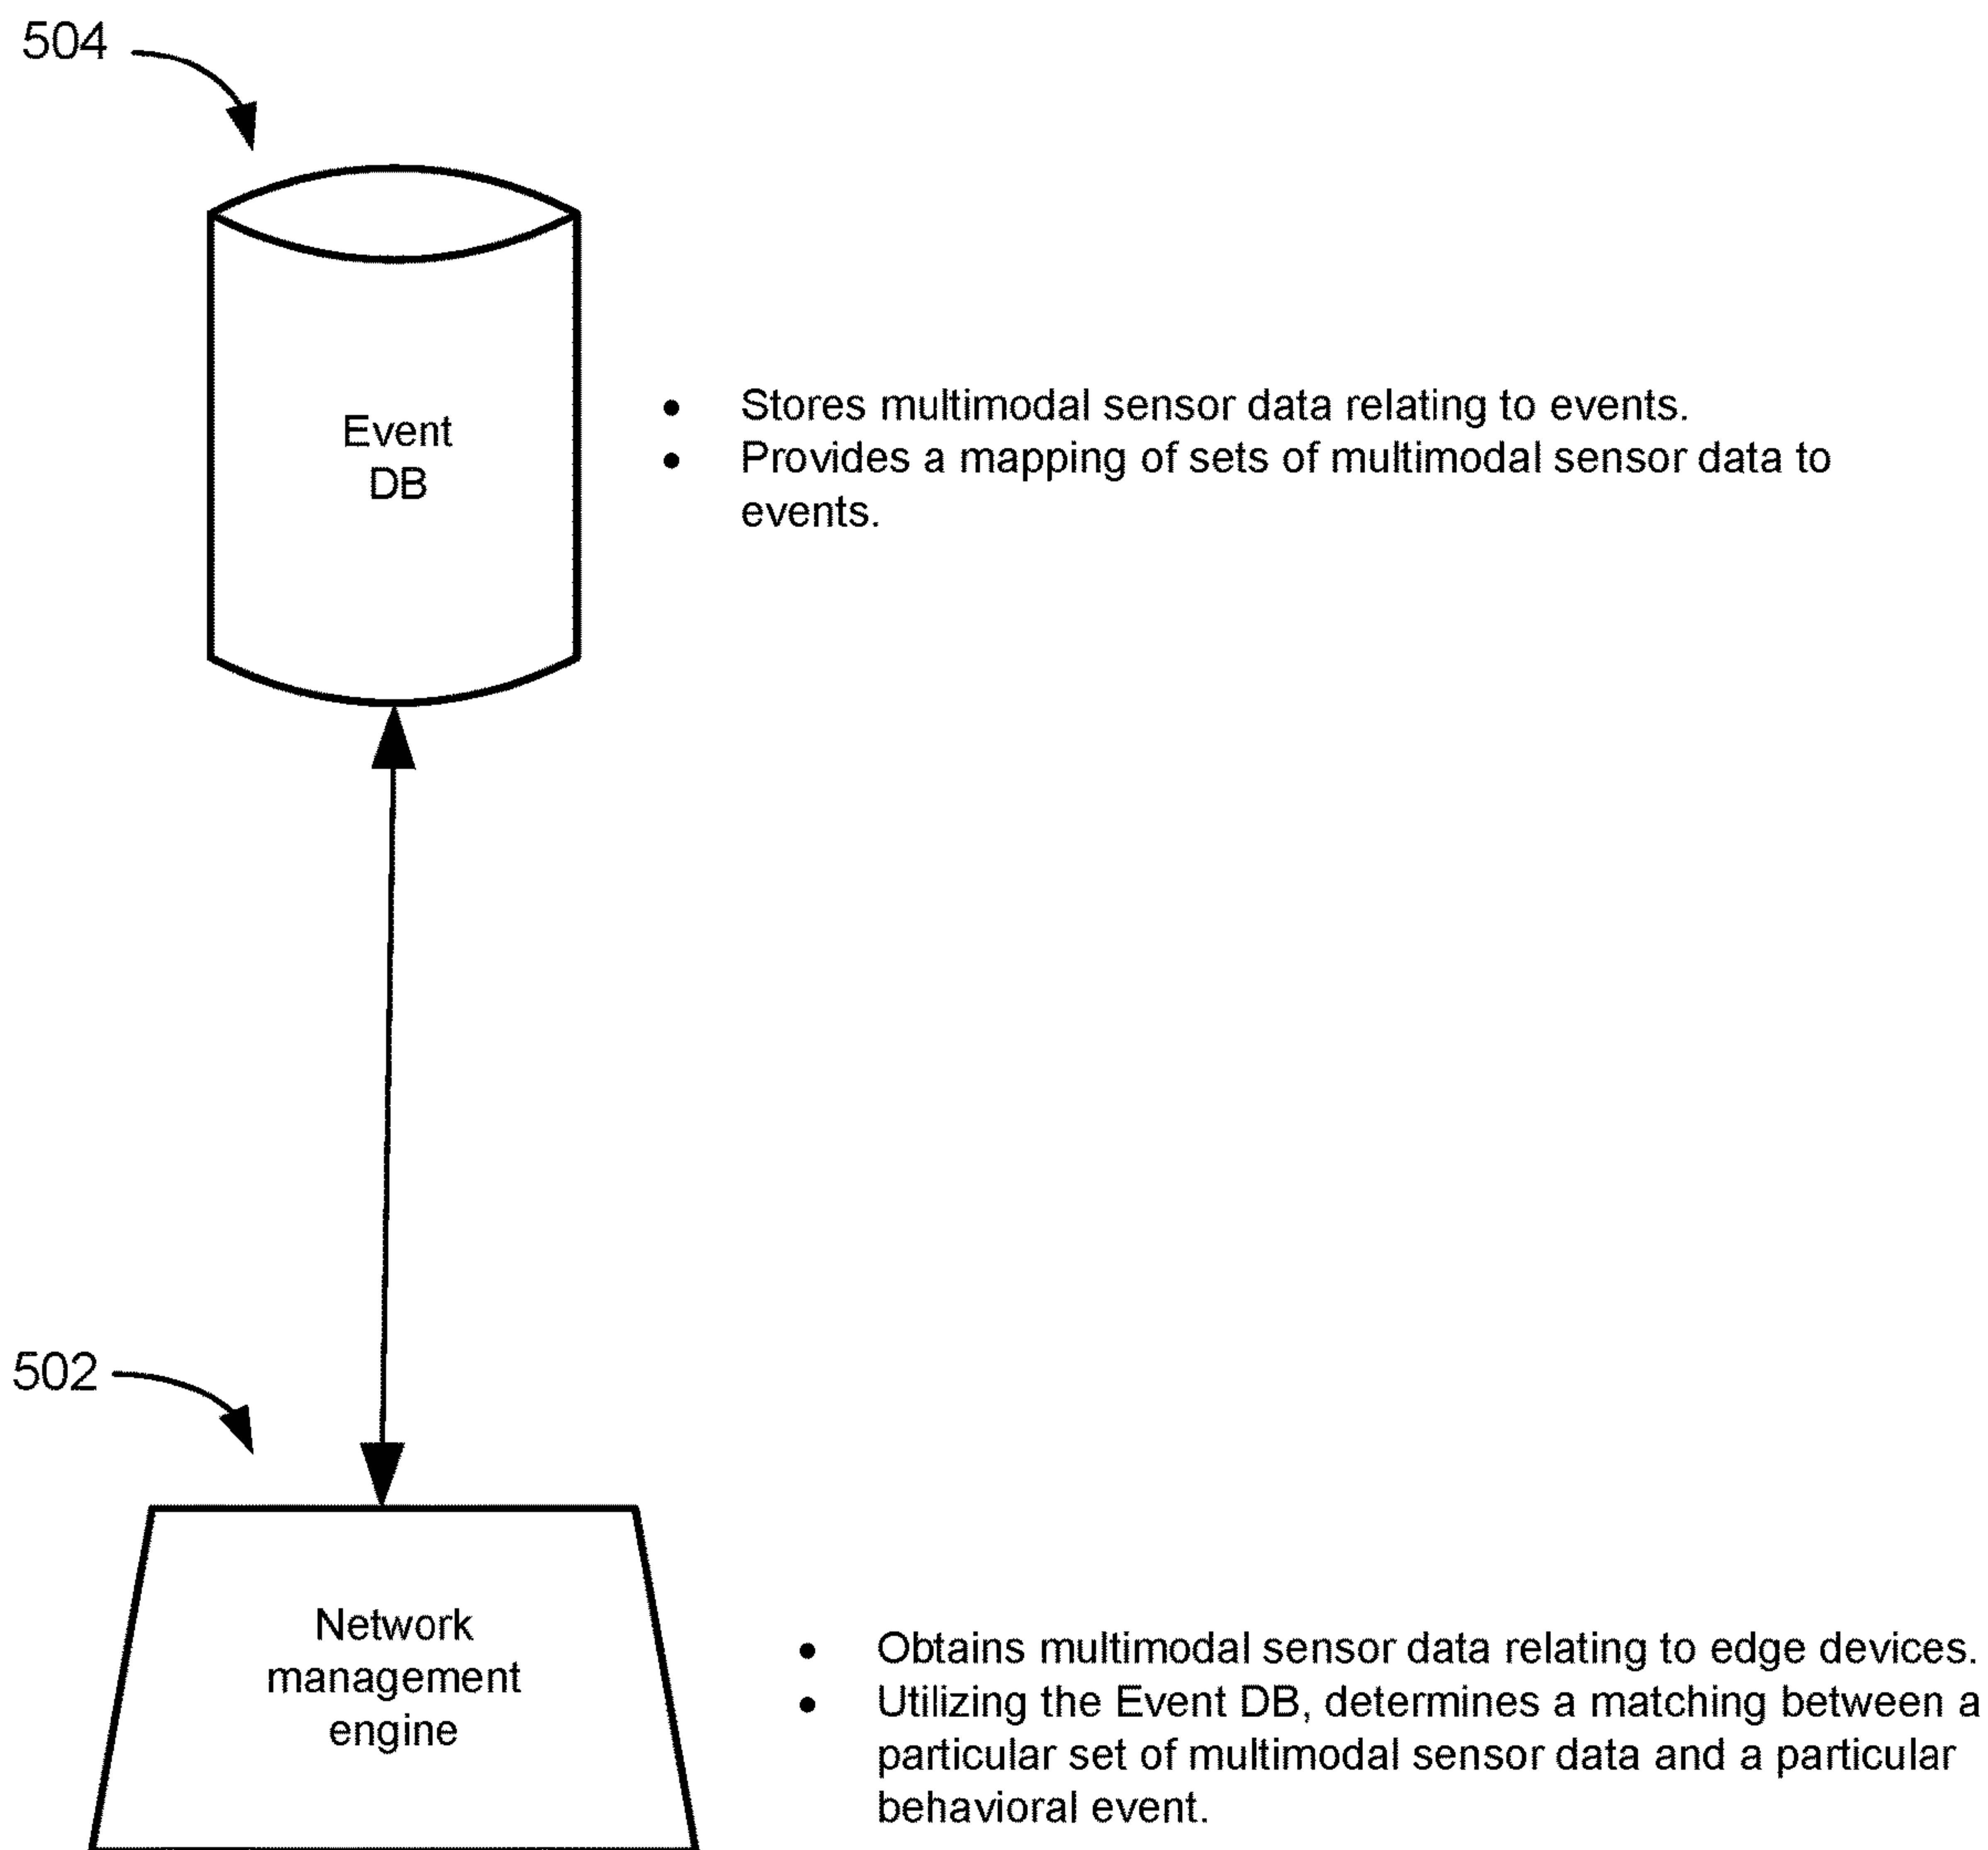 504
Event
DB
• Stores multimodal sensor data relating to events.
• Provides a mapping of sets of multimodal sensor data to
events.
502
Network
management
engine
• Obtains multimodal sensor data relating to edge devices.
• Utilizing the Event DB, determines a matching between a
particular set of multimodal sensor data and a particular
behavioral event.